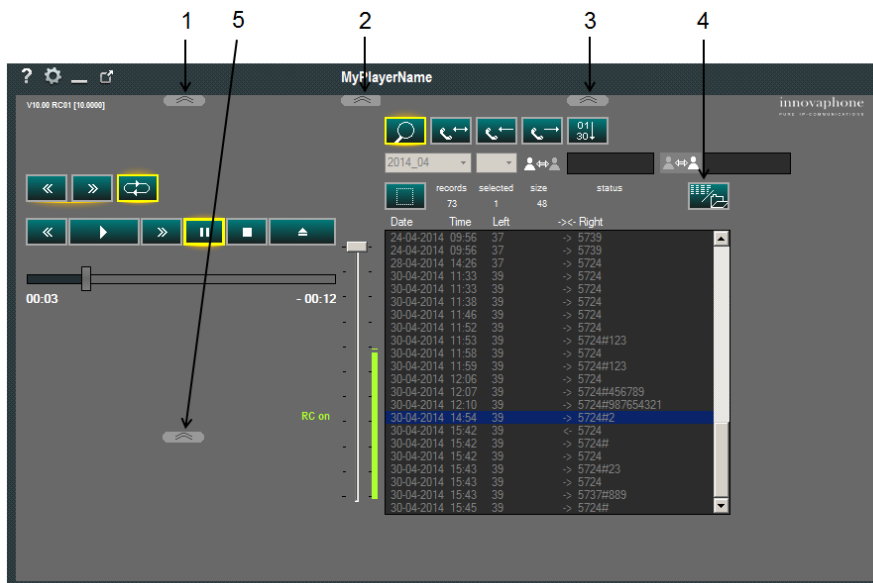 1 5 2 3 4
? MyPlayerName
V10.00 RC01 [10.0000]
innovaphone
PURE IP COMMUNICATIONS
01
30
2014_04
records selected size status
73 1 48
Date Time Left -><- Right
24-04-2014 09:56 37 -> 5739
24-04-2014 09:56 37 -> 5739
28-04-2014 14:26 37 -> 5724
30-04-2014 11:33 39 -> 5724
30-04-2014 11:33 39 -> 5724
30-04-2014 11:38 39 -> 5724
30-04-2014 11:46 39 -> 5724
30-04-2014 11:52 39 -> 5724
30-04-2014 11:53 39 -> 5724#123
30-04-2014 11:58 39 -> 5724
30-04-2014 11:59 39 -> 5724#123
30-04-2014 12:06 39 -> 5724
30-04-2014 12:07 39 -> 5724#456789
30-04-2014 12:10 39 -> 5724#987654321
30-04-2014 14:54 39 -> 5724#2
30-04-2014 15:42 39 <- 5724
30-04-2014 15:42 39 -> 5724#
30-04-2014 15:42 39 -> 5724
30-04-2014 15:43 39 -> 5724#23
30-04-2014 15:43 39 -> 5724
30-04-2014 15:43 39 -> 5737#889
30-04-2014 15:45 39 -> 5724#
00:03 - 00:12
RC on